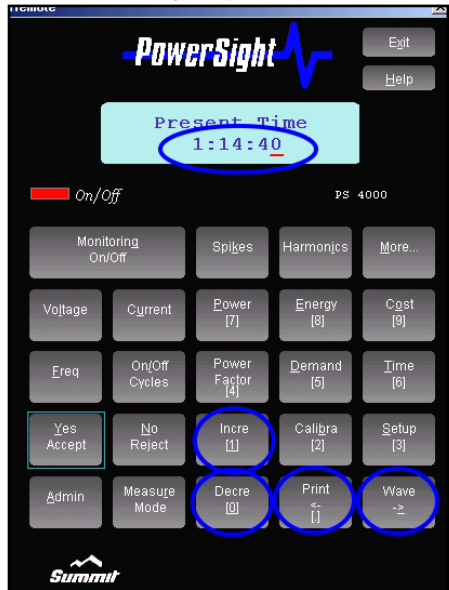 remote
PowerSight
Exit
Help
Present Time
1:14:40
On/Off
PS 4000
Monitoring
On/Off
Spikes
Harmonics
More...
Voltage
Current
Power
[7]
Energy
[8]
Cost
[9]
Freq
On/Off
Cycles
Power
Factor
[4]
Demand
[5]
Time
[6]
Yes
Accept
No
Reject
Incre
[1]
Calibra
[2]
Setup
[3]
Admin
Measure
Mode
Decre
[0]
Print
<-
[.]
Wave
->
Summit